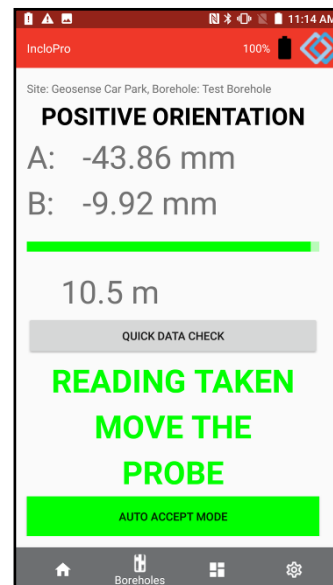 11:14 AM
IncloPro
100%
Site: Geosense Car Park, Borehole: Test Borehole
POSITIVE ORIENTATION
A: -43.86 mm
B: -9.92 mm
10.5 m
QUICK DATA CHECK
READING TAKEN
MOVE THE
PROBE
AUTO ACCEPT MODE
Boreholes